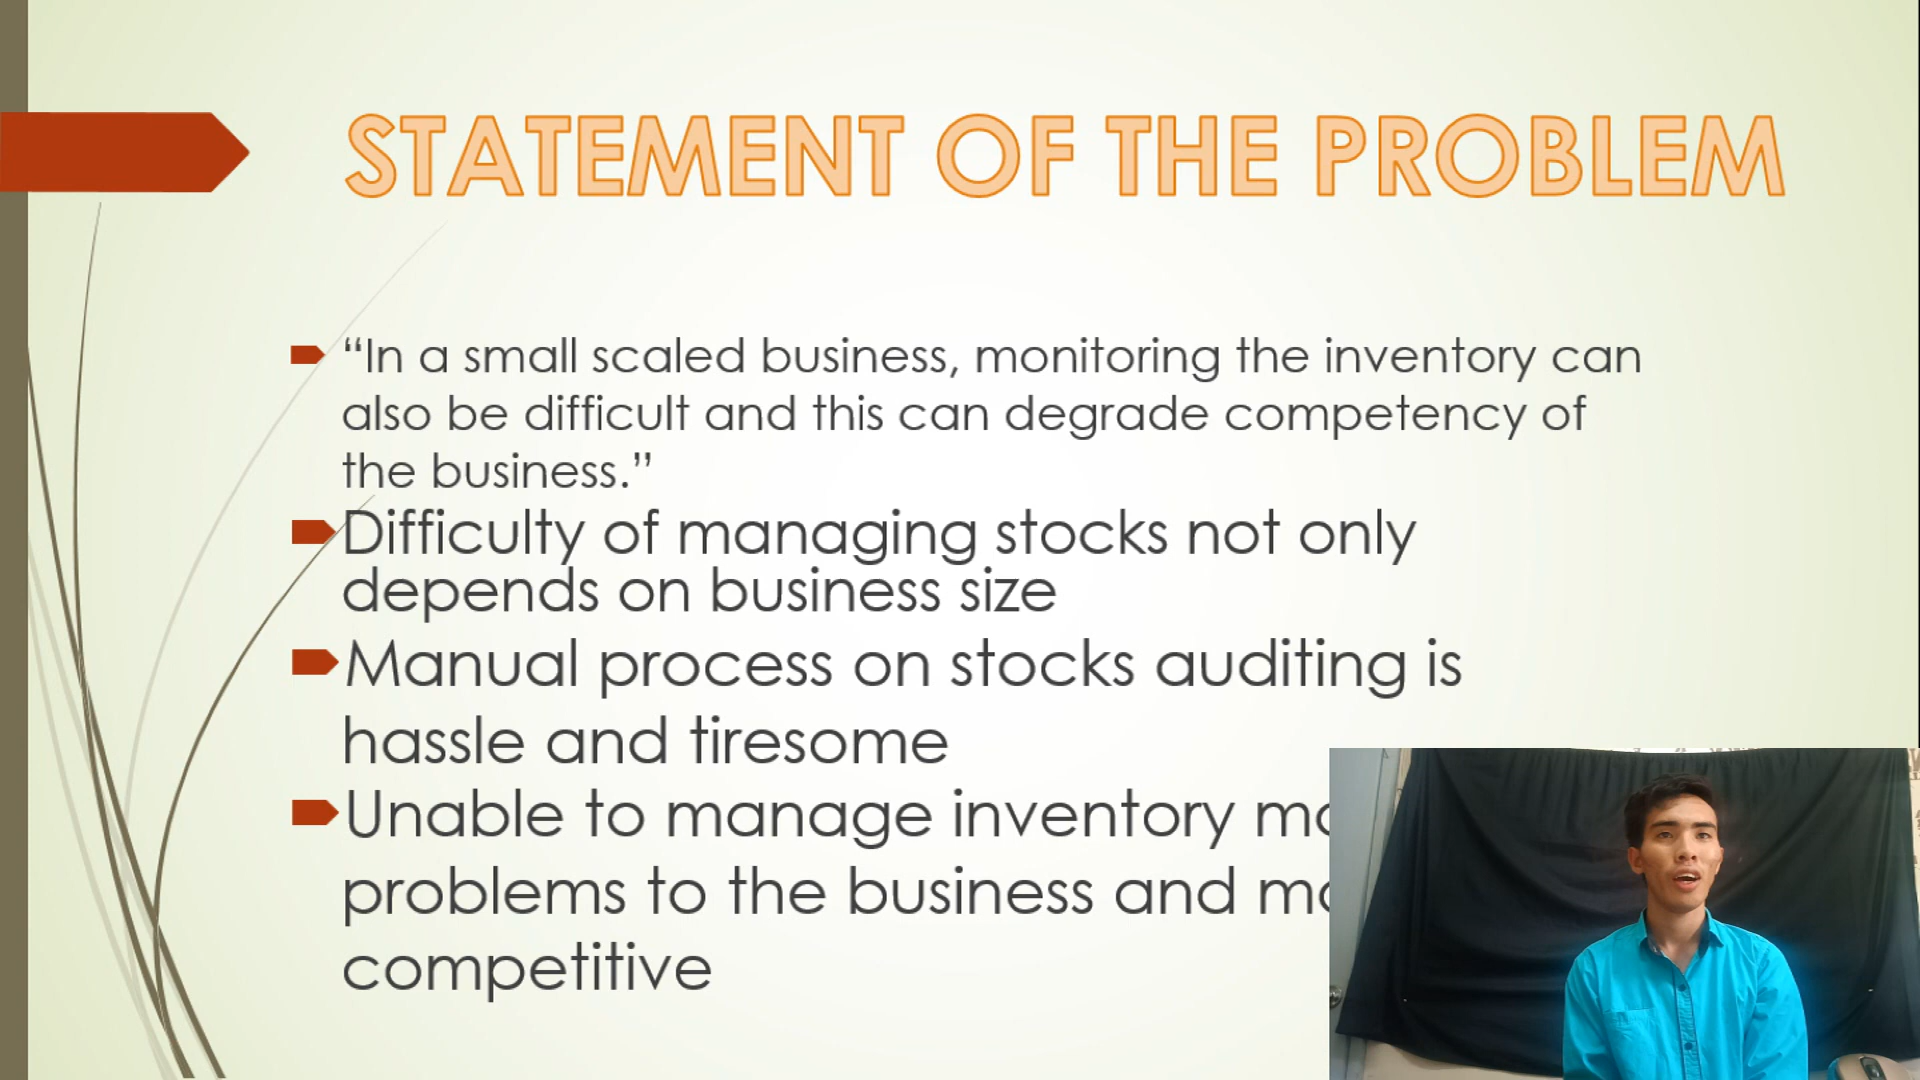 STATEMENT OF THE PROBLEM
“In a small scaled business, monitoring the inventory can
also be difficult and this can degrade competency of
the business.”
Difficulty of managing stocks not only
depends on business size
Manual process on stocks auditing is
hassle and tiresome
Unable to manage inventory
problems to the business and
competitive